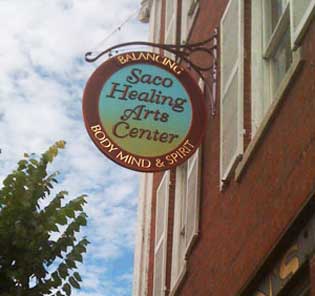 BALANCING
Saco
Healing
Arts
Center
BODY MIND & SPIRIT